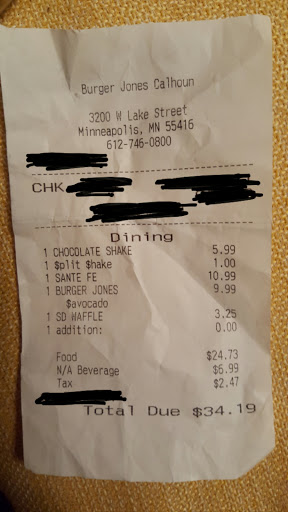 Burger Jones Calhoun
3200 W Lake Street
Minneapolis, MN 55416
612-746-0800
CHK
Dining
1 CHOCOLATE SHAKE 5.99
1 $plit $hake 1.00
1 SANTE FE 10.99
1 BURGER JONES 9.99
$avocado
1 SD WAFFLE 3.25
1 addition: 0.00
Food $24.73
N/A Beverage $6.99
Tax $2.47
Total Due $34.19